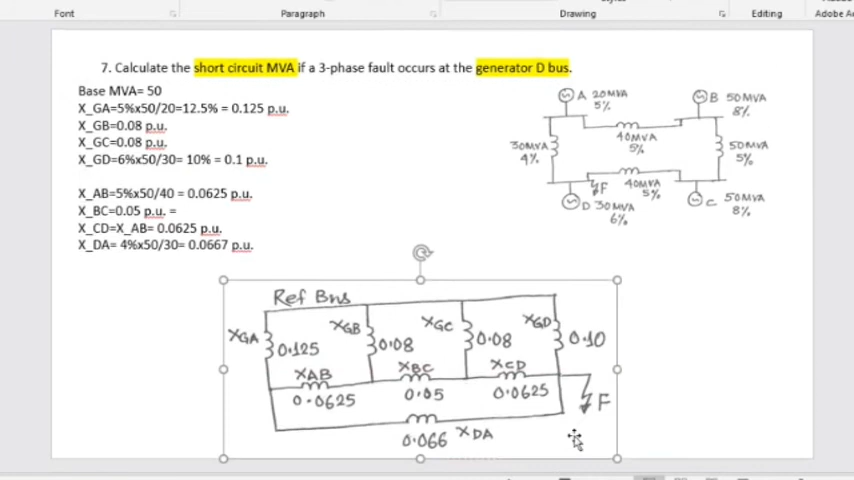 Font
Paragraph
Drawing
Editing
Adobe Ac
7. Calculate the short circuit MVA if a 3-phase fault occurs at the generator D bus.
Base MVA= 50
X_GA=5%x50/20=12.5% = 0.125 p.u.
X_GB=0.08 p.u.
X_GC=0.08 p.u.
X_GD=6%x50/30= 10% = 0.1 p.u.
X_AB=5%x50/40 = 0.0625 p.u.
X_BC=0.05 p.u. =
X_CD=X_AB= 0.0625 p.u.
X_DA= 4%x50/30= 0.0667 p.u.
A 20MVA
5%
B 50MVA
8%
40MVA
5%
30MVA
4%
50MVA
5%
F
40MVA
5%
D 30MVA
6%
C 50MVA
8%
Ref Bus
XGA
0.125
XGB
0.08
XGC
0.08
XGD
0.10
XAB
0.0625
XBC
0.05
XCD
0.0625
F
0.066 XDA